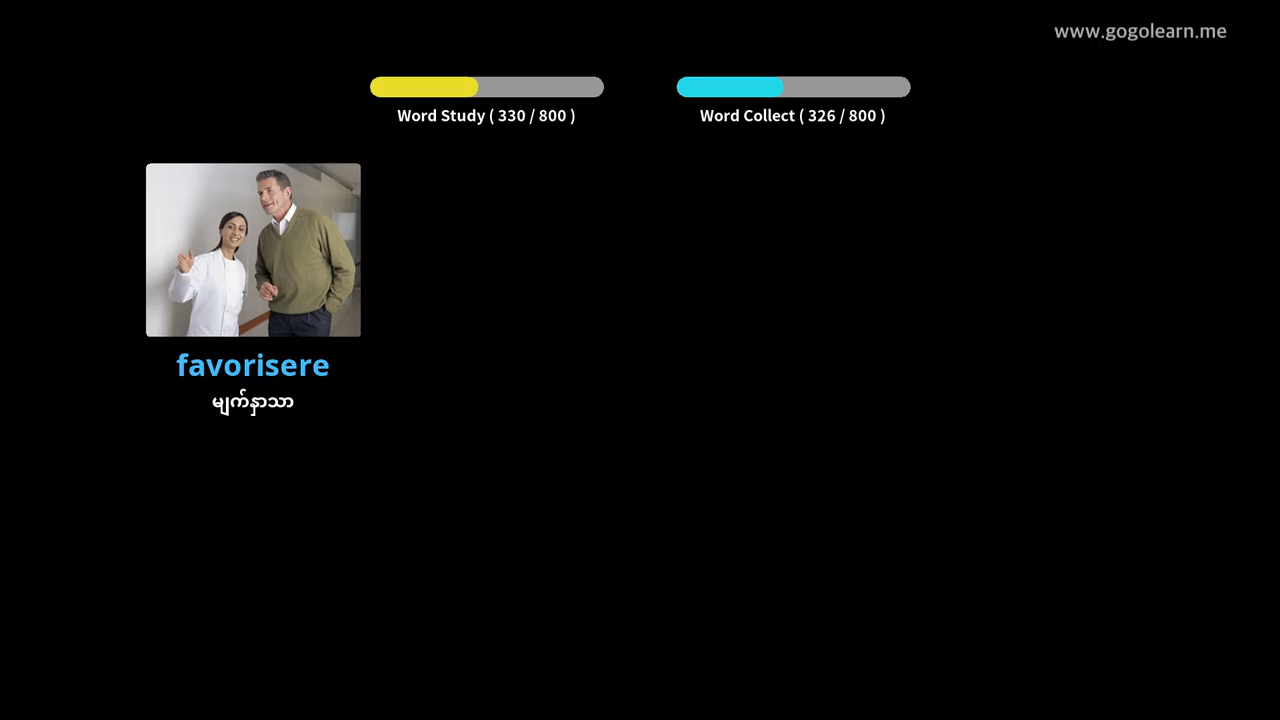 www.gogolearn.me
Word Study ( 330 / 800 )
Word Collect ( 326 / 800 )
favorisere
မျက်နှာသာ